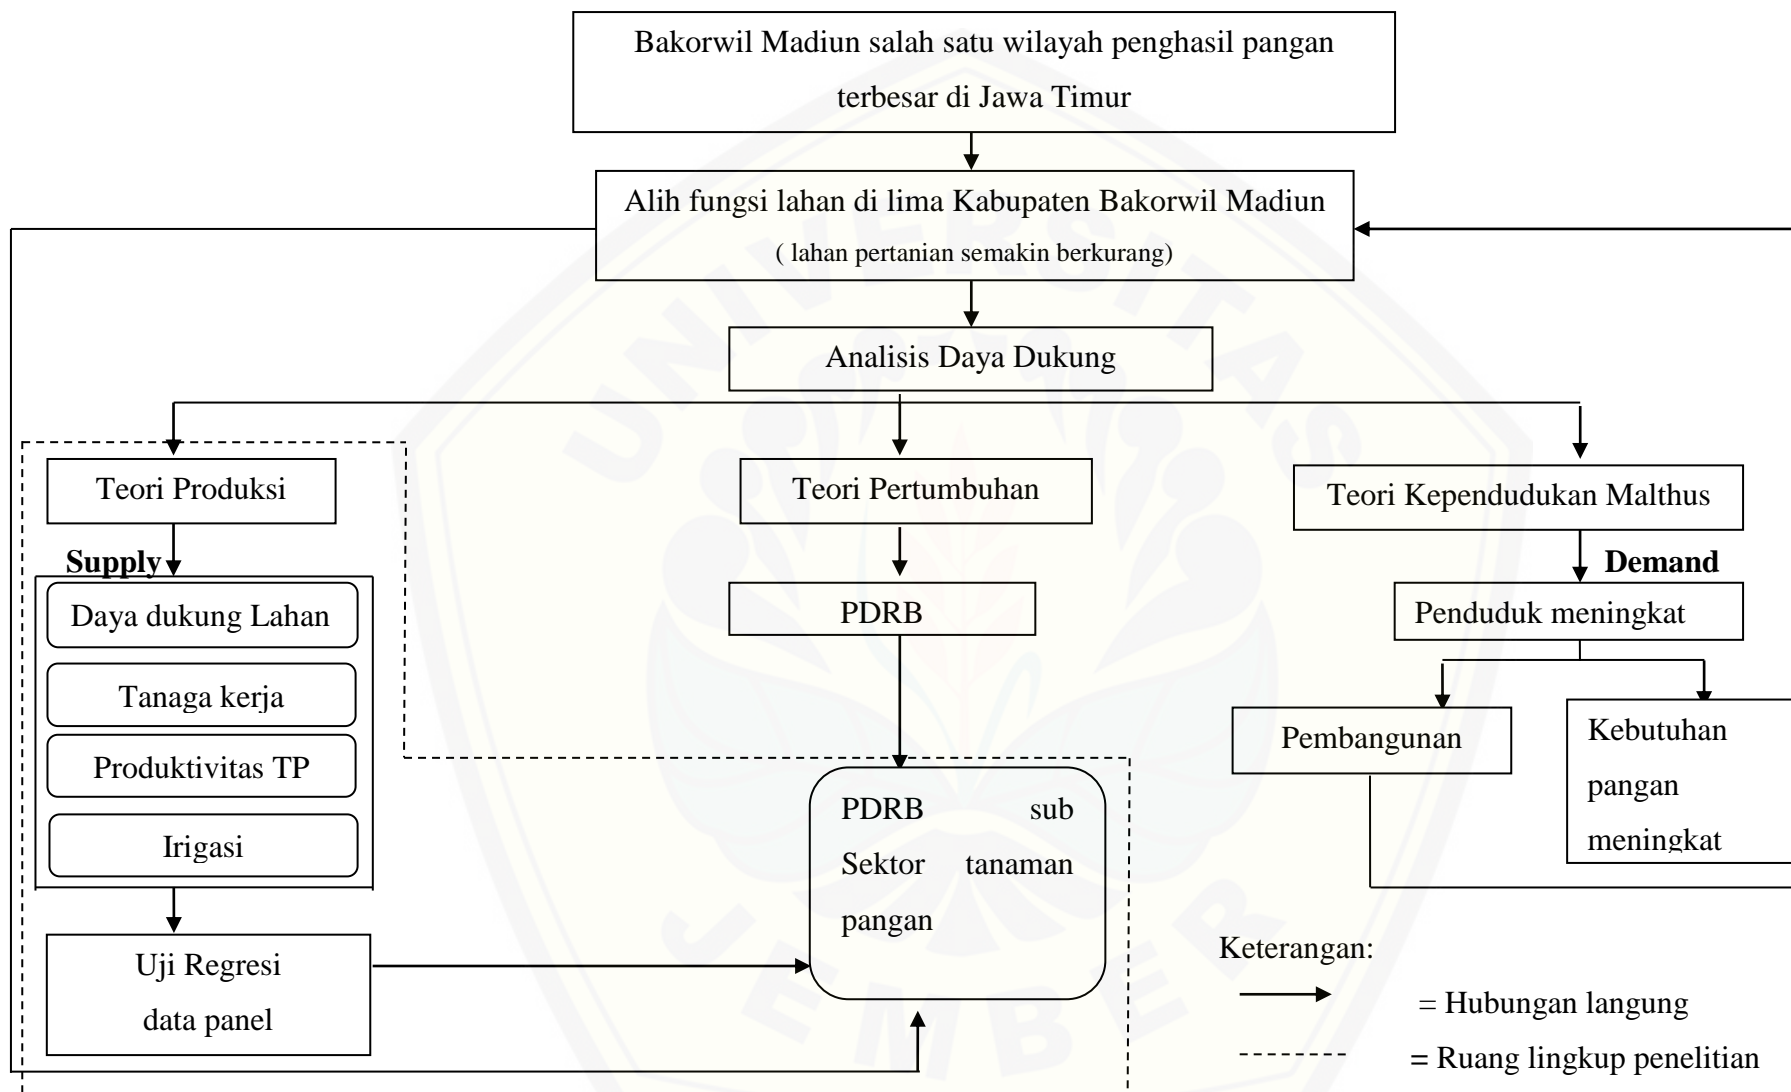 Bakorwil Madiun salah satu wilayah penghasil pangan
terbesar di Jawa Timur
Alih fungsi lahan di lima Kabupaten Bakorwil Madiun
( lahan pertanian semakin berkurang)
Analisis Daya Dukung
Teori Produksi
Teori Pertumbuhan
Teori Kependudukan Malthus
Supply
Demand
Daya dukung Lahan
PDRB
Penduduk meningkat
Tanaga kerja
Produktivitas TP
Irigasi
PDRB sub
Sektor tanaman
pangan
Pembangunan
Kebutuhan
pangan
meningkat
Uji Regresi
data panel
Keterangan:
= Hubungan langung
= Ruang lingkup penelitian
UNIVERSITAS
JEMBER